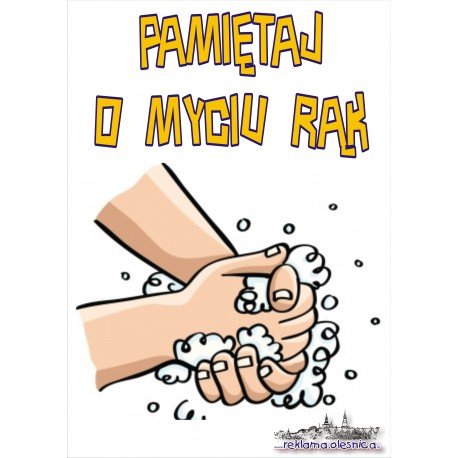 PAMIĘTAJ
O MYCIU RĄK
reklama.olesnica